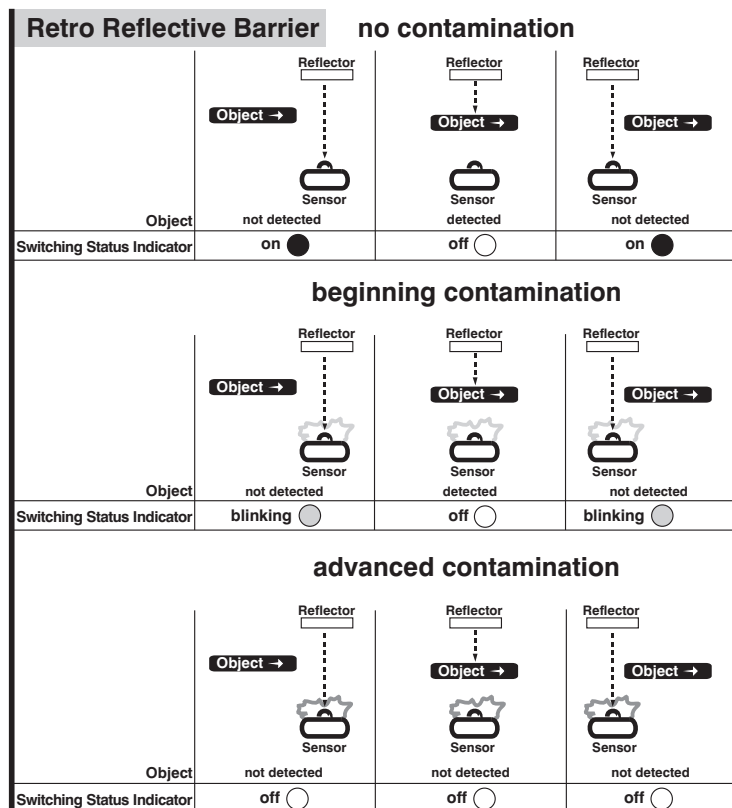 Retro Reflective Barrier no contamination
Reflector Reflector Reflector
Object → Object → Object →
Sensor Sensor Sensor
Object not detected detected not detected
Switching Status Indicator on off on
beginning contamination
Reflector Reflector Reflector
Object → Object → Object →
Sensor Sensor Sensor
Object not detected detected not detected
Switching Status Indicator blinking off blinking
advanced contamination
Reflector Reflector Reflector
Object → Object → Object →
Sensor Sensor Sensor
Object not detected not detected not detected
Switching Status Indicator off off off